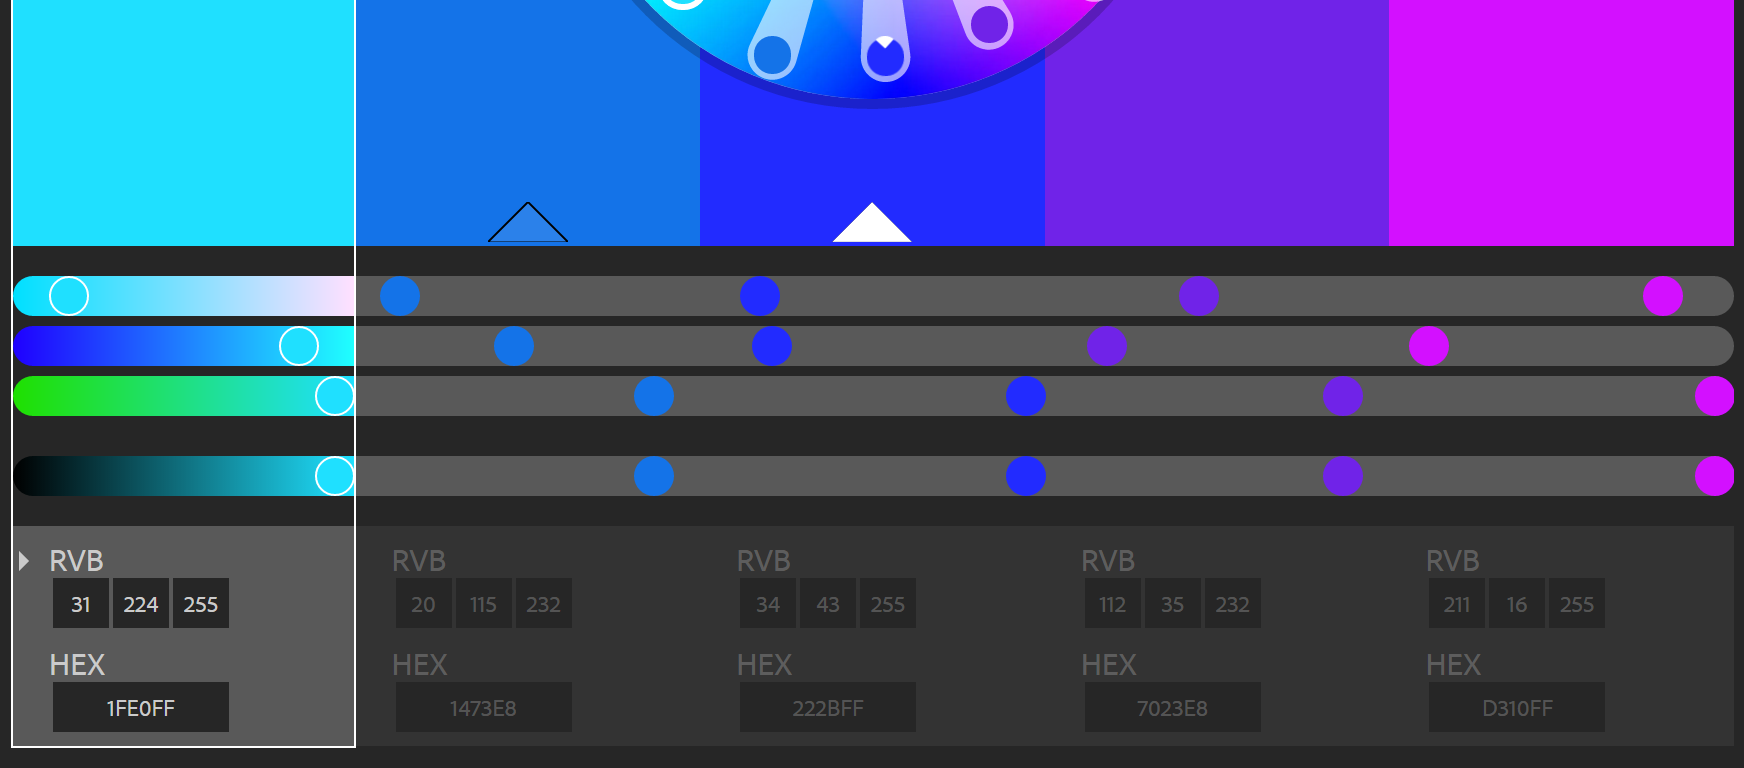 RVB RVB RVB RVB RVB
31 224 255 20 115 232 34 43 255 112 35 232 211 16 255
HEX HEX HEX HEX HEX
1FE0FF 1473E8 222BFF 7023E8 D310FF